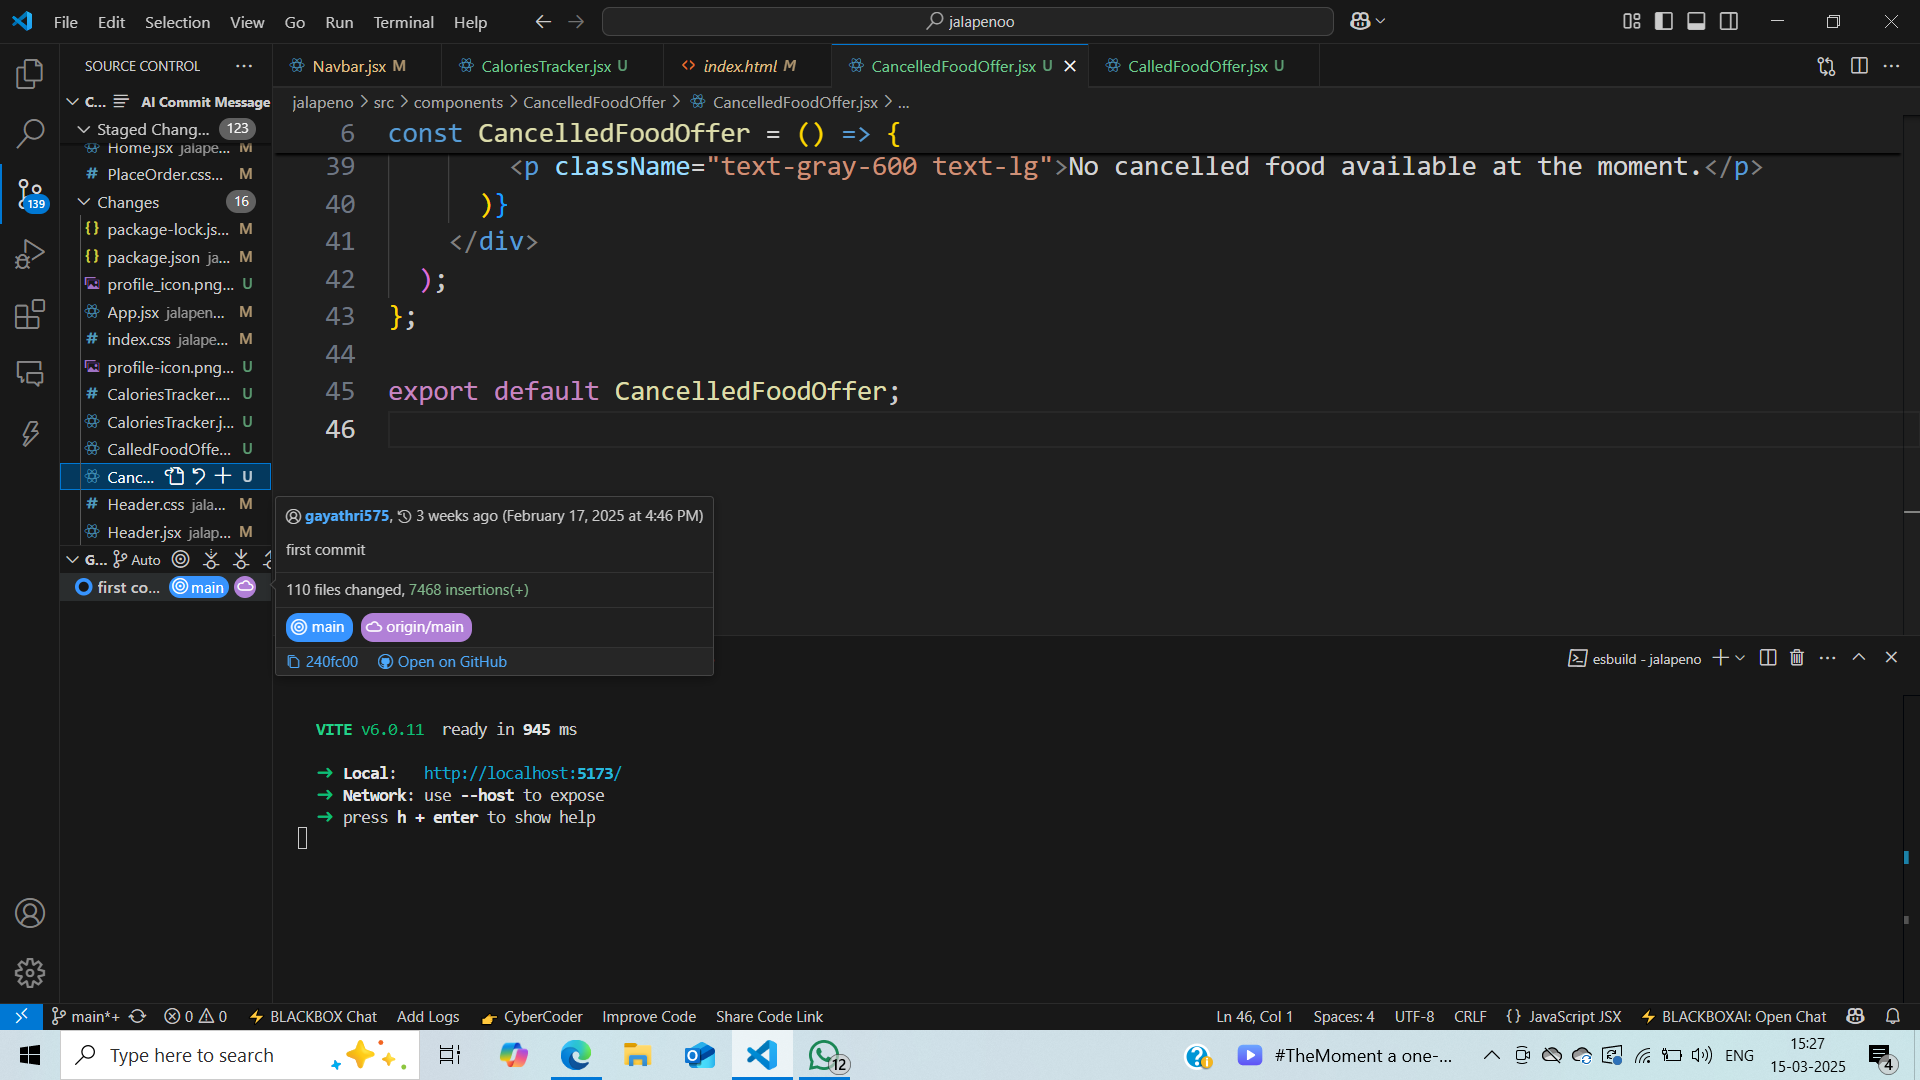 File Edit Selection View Go Run Terminal Help
jalapenoo
SOURCE CONTROL
Navbar.jsx M
CaloriesTracker.jsx U
index.html M
CancelledFoodOffer.jsx U
CalledFoodOffer.jsx U
C... AI Commit Message
jalapeno > src > components > CancelledFoodOffer > CancelledFoodOffer.jsx > ...
Staged Chang... 123
Home.jsx jalape... M
PlaceOrder.css... M
Changes 16
package-lock.js... M
package.json ja... M
profile_icon.png... U
App.jsx jalapen... M
index.css jalape... M
profile-icon.png... U
CaloriesTracker.... U
CaloriesTracker.j... U
CalledFoodOffe... U
Canc... U
Header.css jala... M
Header.jsx jalap... M
139
G... Auto
first co... main
6 const CancelledFoodOffer = () => {
39 <p className="text-gray-600 text-lg">No cancelled food available at the moment.</p>
40 )}
41 </div>
42 );
43 };
44
45 export default CancelledFoodOffer;
46
gayathri575, 3 weeks ago (February 17, 2025 at 4:46 PM)
first commit
110 files changed, 7468 insertions(+)
main origin/main
240fc00 Open on GitHub
esbuild - jalapeno
VITE v6.0.11 ready in 945 ms
➜ Local: http://localhost:5173/
➜ Network: use --host to expose
➜ press h + enter to show help
main*+ 0 0 BLACKBOX Chat Add Logs CyberCoder Improve Code Share Code Link
Ln 46, Col 1 Spaces: 4 UTF-8 CRLF {} JavaScript JSX BLACKBOXAI: Open Chat
Type here to search
12
#TheMoment a one-...
ENG
15:27
15-03-2025
4